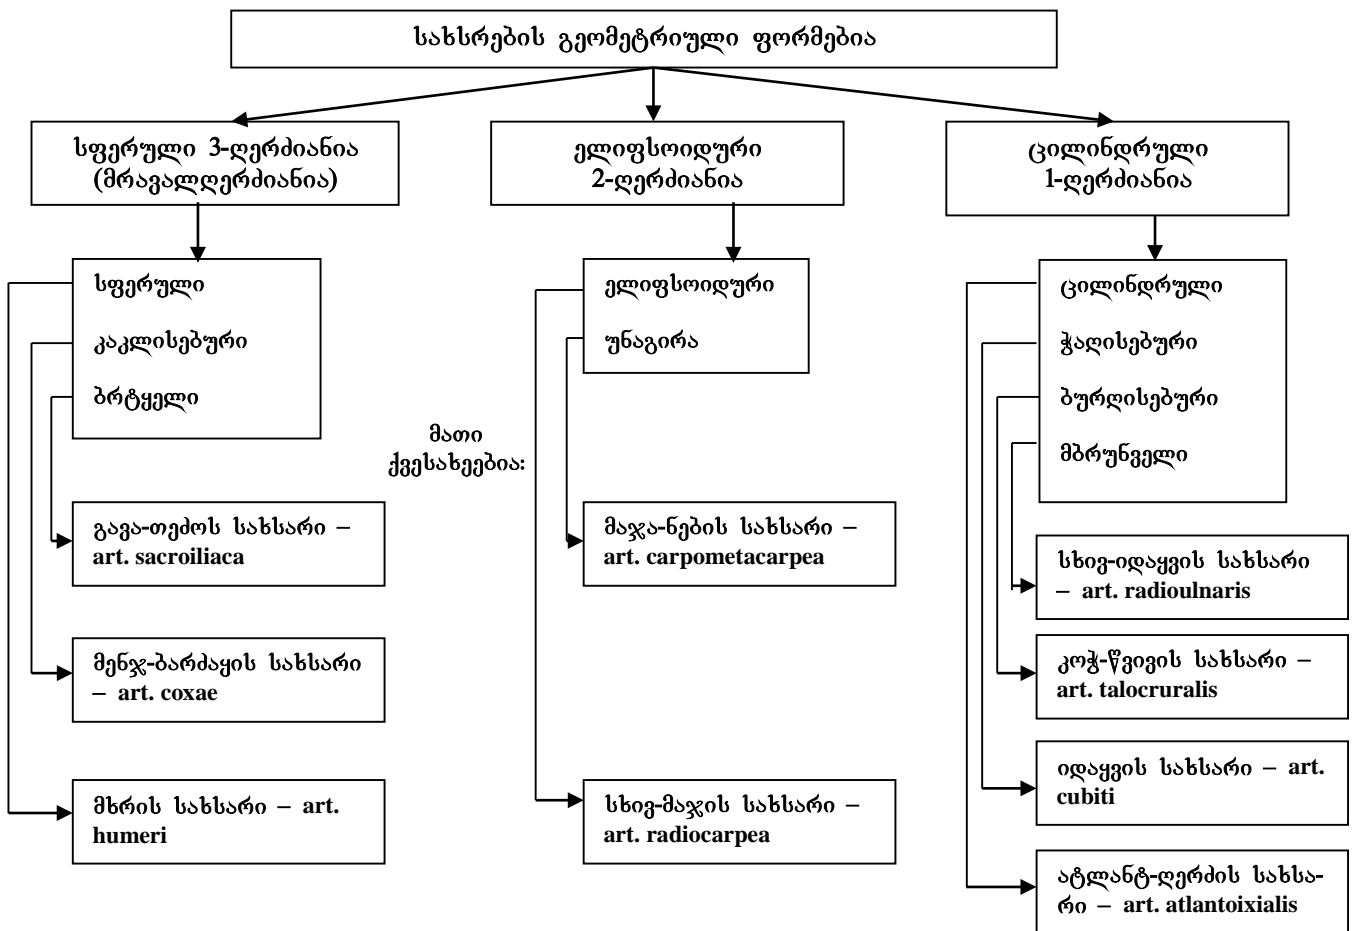 სახსრების გეომეტრიული ფორმებია
სფერული 3-ღერძიანია
(მრავალღერძიანია)
ელიფსოიდური
2-ღერძიანია
ცილინდრული
1-ღერძიანია
სფერული
კაკლისებური
ბრტყელი
ელიფსოიდური
უნაგირა
ცილინდრული
ჭაღისებური
ბურღისებური
მბრუნველი
მათი
ქვესახეებია:
გავა-თეძოს სახსარი –
art. sacroiliaca
მენჯ-ბარძაყის სახსარი
– art. coxae
მხრის სახსარი – art.
humeri
მაჯა-ნების სახსარი –
art. carpometacarpea
სხივ-მაჯის სახსარი –
art. radiocarpea
სხივ-იდაყვის სახსარი
– art. radioulnaris
კოჭ-წვივის სახსარი –
art. talocruralis
იდაყვის სახსარი – art.
cubiti
ატლანტ-ღერძის სახსა-
რი – art. atlantoixialis